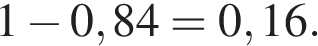 1 − 0, 84 = 0, 16.